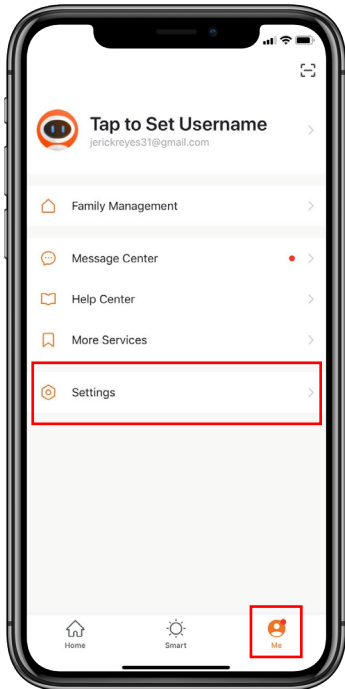 Tap to Set Username
jerickreyes31@gmail.com
Family Management
Message Center
Help Center
More Services
Settings
Home
Smart
Me